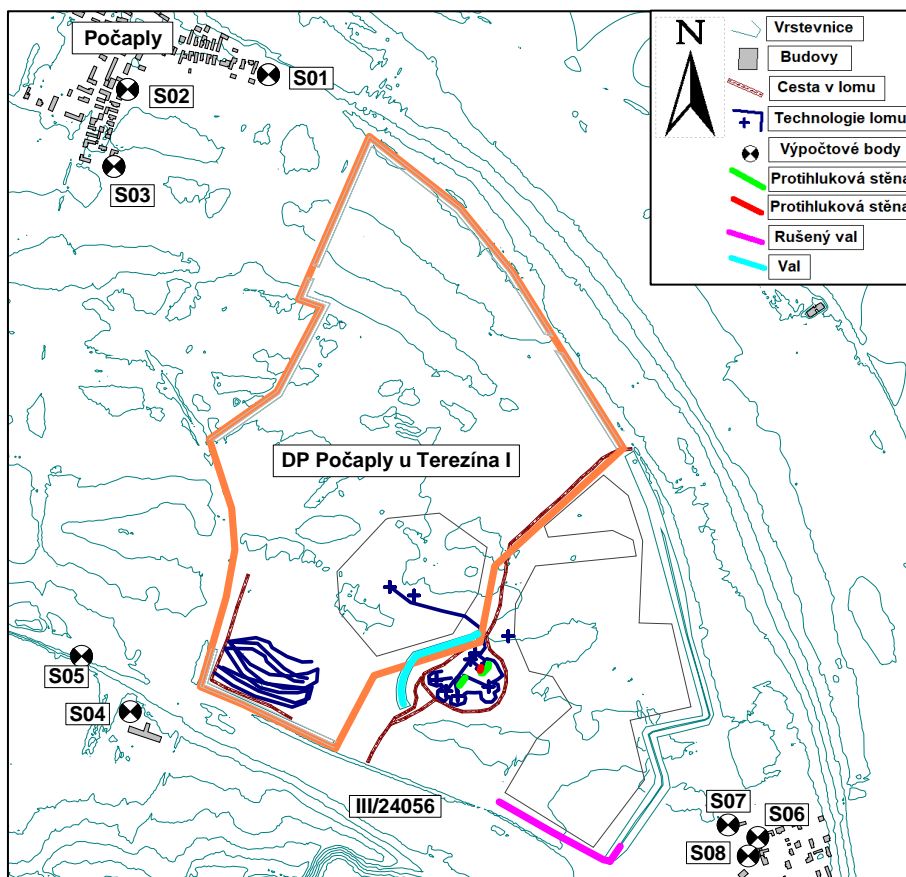 Počaply
S01
S02
S03
N
Vrstevnice
Budovy
Cesta v lomu
Technologie lomu
Výpočtové body
Protihluková stěna
Protihluková stěna
Rušený val
Val
DP Počaply u Terezína I
S05
S04
III/24056
S07
S06
S08